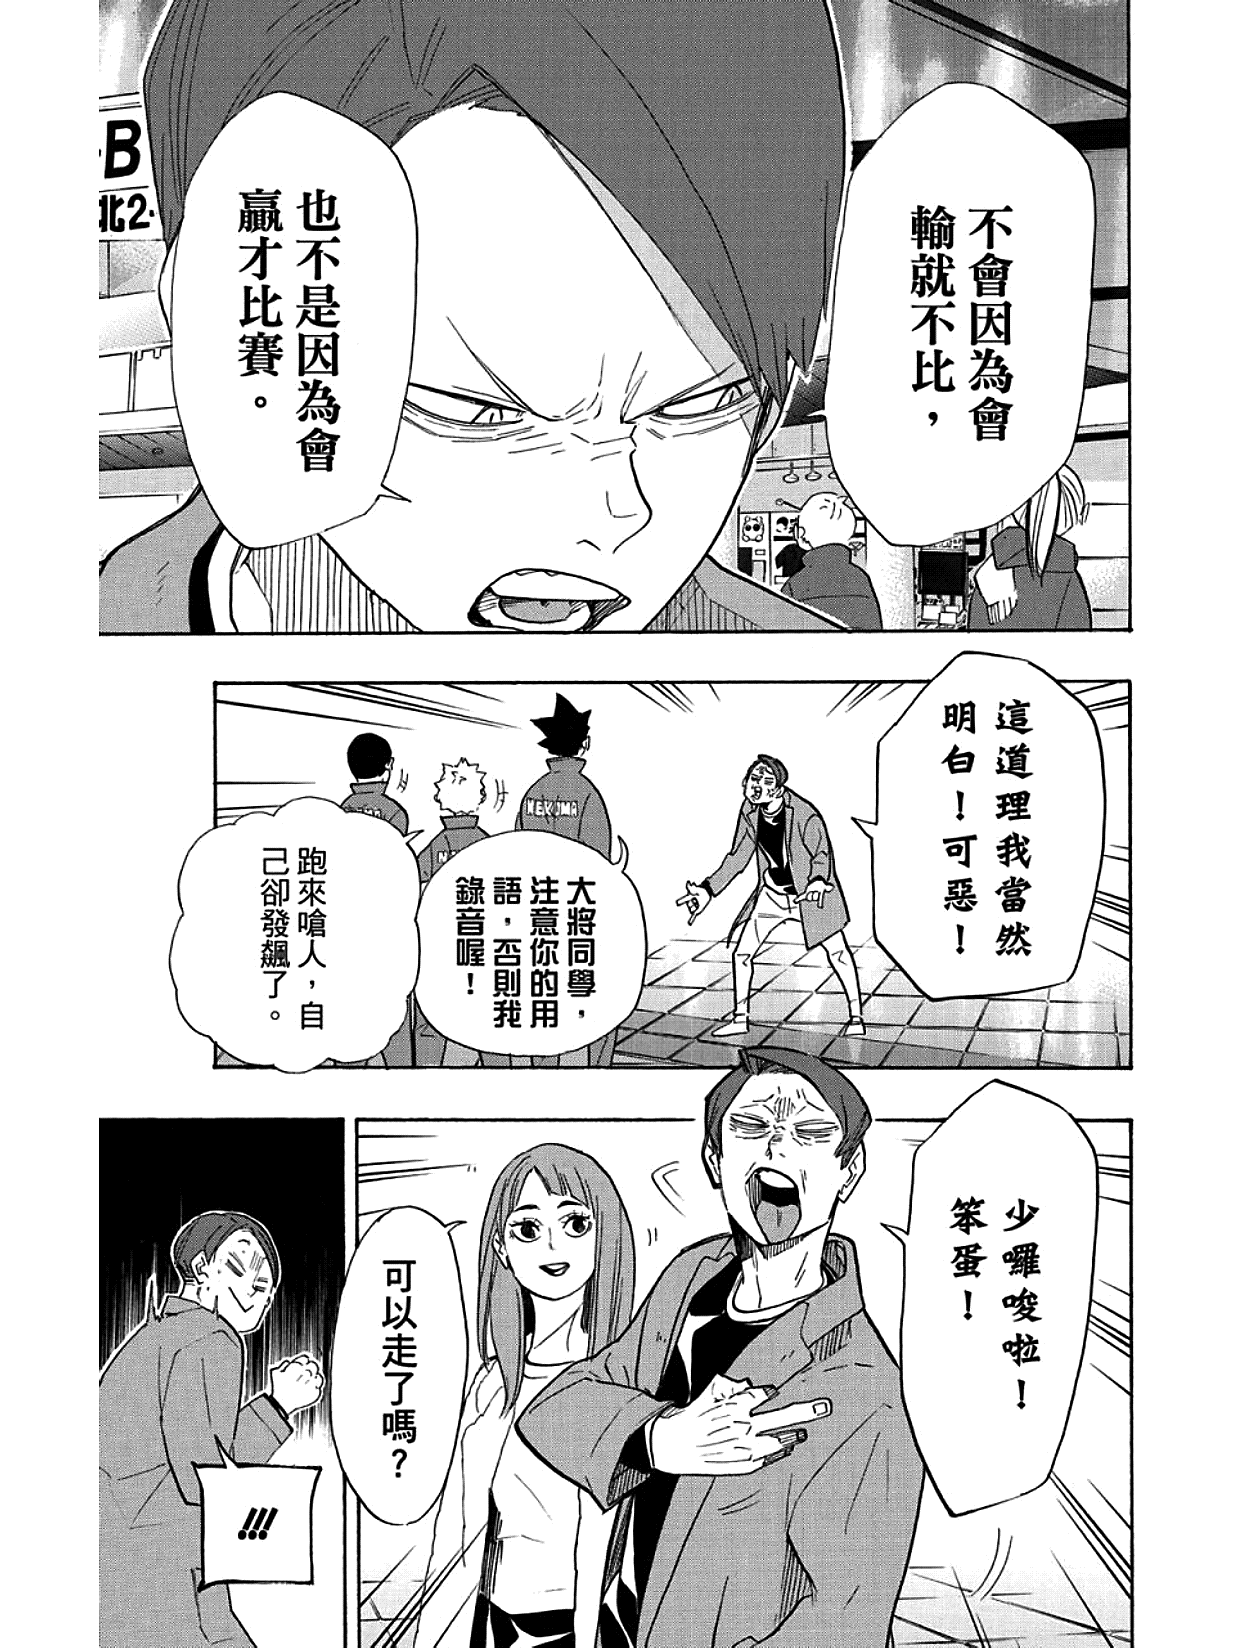 不會因為會
輸就不比，
也不是因為會
贏才比賽。
B
北2
這道理我當然
明白！可惡！
NEKOMA
大將同學，
注意你的用
語，否則我
錄音喔！
跑來嗆人，自
己卻發飆了。
少囉唆啦！
笨蛋！
可以走了嗎？
!!!